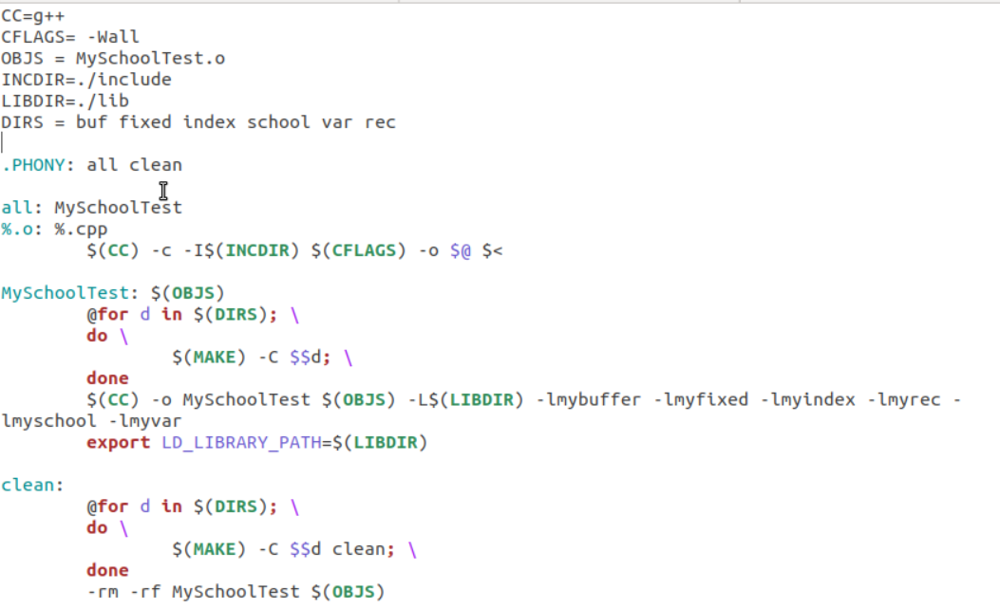 CC=g++
CFLAGS= -Wall
OBJS = MySchoolTest.o
INCDIR=./include
LIBDIR=./lib
DIRS = buf fixed index school var rec
.PHONY: all clean
all: MySchoolTest
%.o: %.cpp
$(CC) -c -I$(INCDIR) $(CFLAGS) -o $@ $<
MySchoolTest: $(OBJS)
@for d in $(DIRS); \
do \
$(MAKE) -C $$d; \
done
$(CC) -o MySchoolTest $(OBJS) -L$(LIBDIR) -lmybuffer -lmyfixed -lmyindex -lmyrec -
lmyschool -lmyvar
export LD_LIBRARY_PATH=$(LIBDIR)
clean:
@for d in $(DIRS); \
do \
$(MAKE) -C $$d clean; \
done
-rm -rf MySchoolTest $(OBJS)